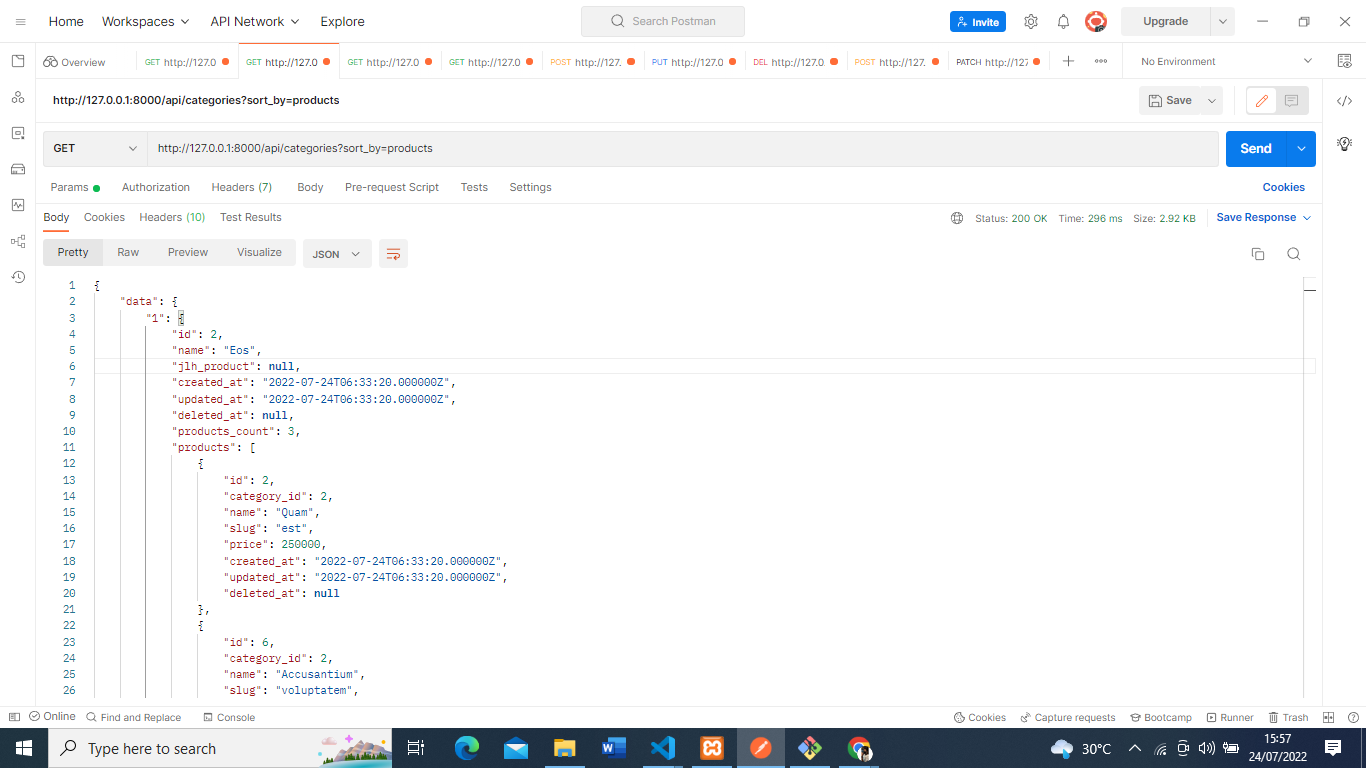 Home Workspaces API Network Explore Search Postman Invite Upgrade
Overview GET http://127.0 GET http://127.0 GET http://127.0 GET http://127.0 POST http://127. PUT http://127.0 DEL http://127.0 POST http://127. PATCH http://127 No Environment
http://127.0.0.1:8000/api/categories?sort_by=products Save
GET http://127.0.0.1:8000/api/categories?sort_by=products Send
Params Authorization Headers (7) Body Pre-request Script Tests Settings Cookies
Body Cookies Headers (10) Test Results Status: 200 OK Time: 296 ms Size: 2.92 KB Save Response
Pretty Raw Preview Visualize JSON
1 {
2 "data": {
3 "1": {
4 "id": 2,
5 "name": "Eos",
6 "jlh_product": null,
7 "created_at": "2022-07-24T06:33:20.000000Z",
8 "updated_at": "2022-07-24T06:33:20.000000Z",
9 "deleted_at": null,
10 "products_count": 3,
11 "products": [
12 {
13 "id": 2,
14 "category_id": 2,
15 "name": "Quam",
16 "slug": "est",
17 "price": 250000,
18 "created_at": "2022-07-24T06:33:20.000000Z",
19 "updated_at": "2022-07-24T06:33:20.000000Z",
20 "deleted_at": null
21 },
22 {
23 "id": 6,
24 "category_id": 2,
25 "name": "Accusantium",
26 "slug": "voluptatem",
Online Find and Replace Console Cookies Capture requests Bootcamp Runner Trash
Type here to search 30°C 15:57
24/07/2022